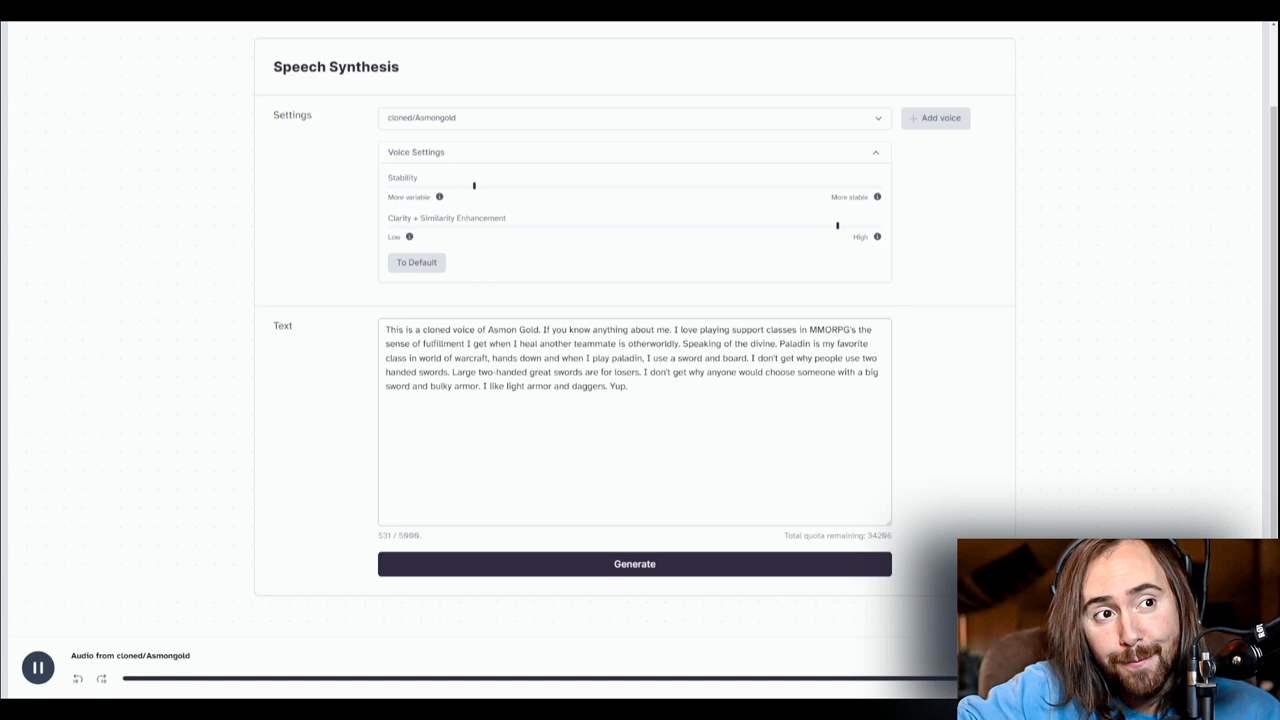 Speech Synthesis
Settings
cloned/Asmongold
+ Add voice
Voice Settings
Stability
More variable
More stable
Clarity + Similarity Enhancement
Low
High
To Default
Text
This is a cloned voice of Asmon Gold. If you know anything about me. I love playing support classes in MMORPG's the
sense of fulfillment I get when I heal another teammate is otherworldly. Speaking of the divine. Paladin is my favorite
class in world of warcraft, hands down and when I play paladin, I use a sword and board. I don't get why people use two
handed swords. Large two-handed great swords are for losers. I don't get why anyone would choose someone with a big
sword and bulky armor. I like light armor and daggers. Yup.
531 / 5000.
Total quota remaining: 34206
Generate
Audio from cloned/Asmongold